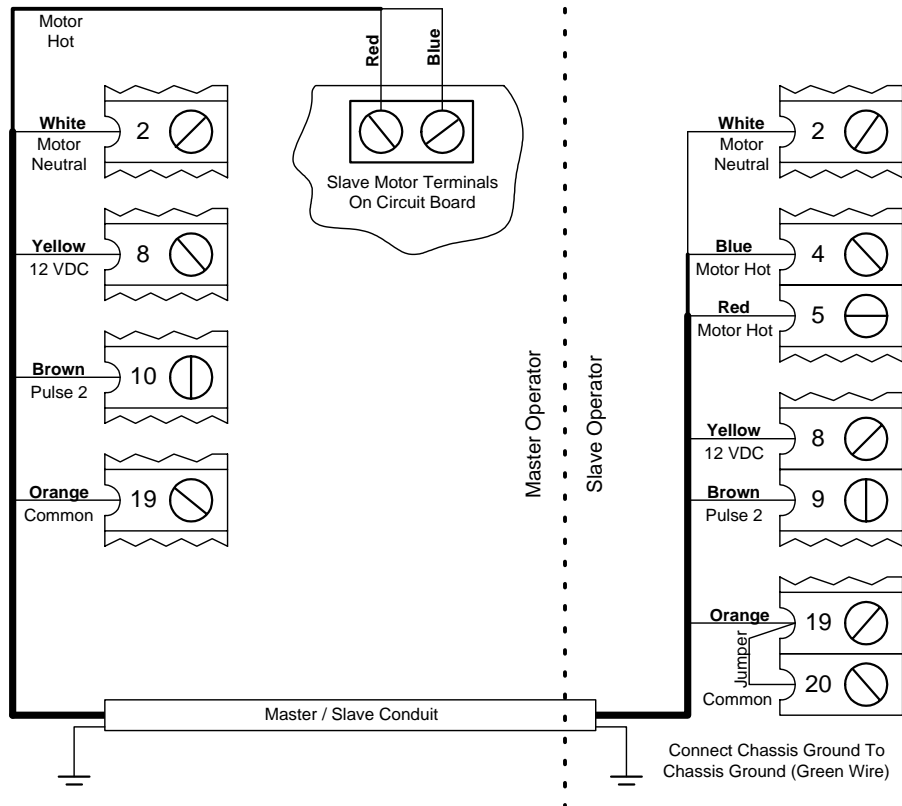 Motor
Hot
Red
Blue
White
2
Motor
Neutral
Slave Motor Terminals
On Circuit Board
Yellow
8
12 VDC
Brown
10
Pulse 2
Orange
19
Common
Master Operator
Slave Operator
White
2
Motor
Neutral
Blue
4
Motor Hot
Red
5
Motor Hot
Yellow
8
12 VDC
Brown
9
Pulse 2
Orange
19
Jumper
20
Common
Master / Slave Conduit
Connect Chassis Ground To
Chassis Ground (Green Wire)